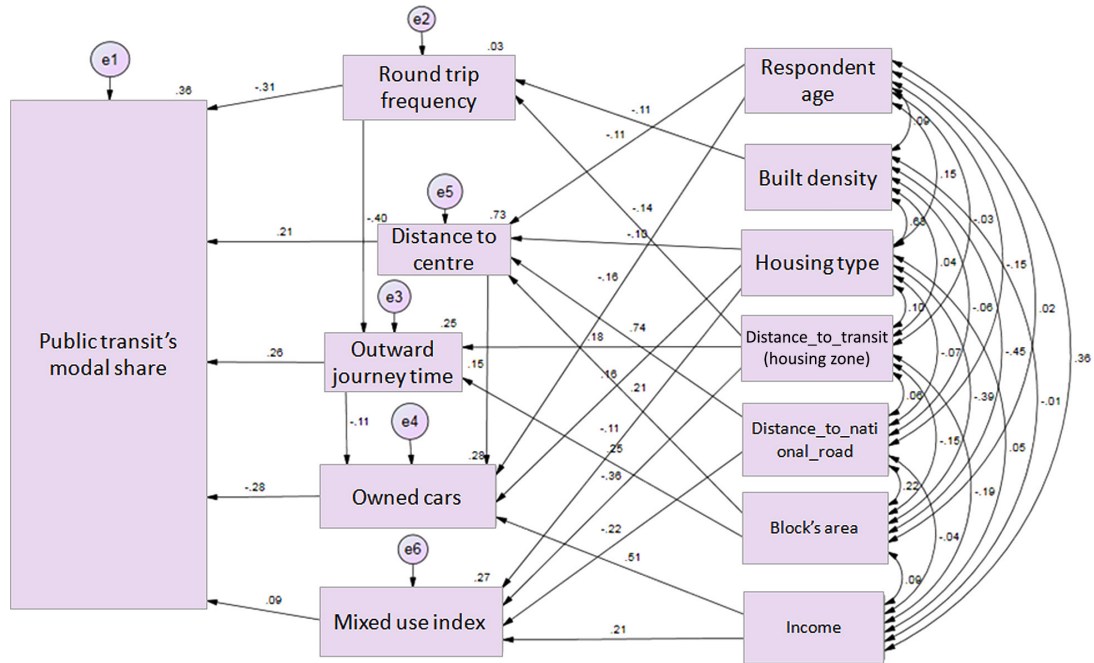 e2
e1
.03
Round trip
frequency
.36
-.31
Respondent
age
.09
-.11
-.11
.15
Built density
e5
.73
-.40
-.14
-.03
.21
Distance to
centre
-.10
Housing type
.04
-.15
e3
-.16
.10
-.06
.02
.25
.74
.18
Distance_to_transit
(housing zone)
Public transit's
modal share
.26
Outward
journey time
.15
.16
.21
-.07
-.45
.36
-.39
-.01
e4
-.11
-.11
Distance_to_nati
onal_road
-.15
.05
.28
.25
-.36
.22
-.19
-.28
Owned cars
Block's area
-.22
-.04
e6
.51
.27
.09
.09
Mixed use index
.21
Income